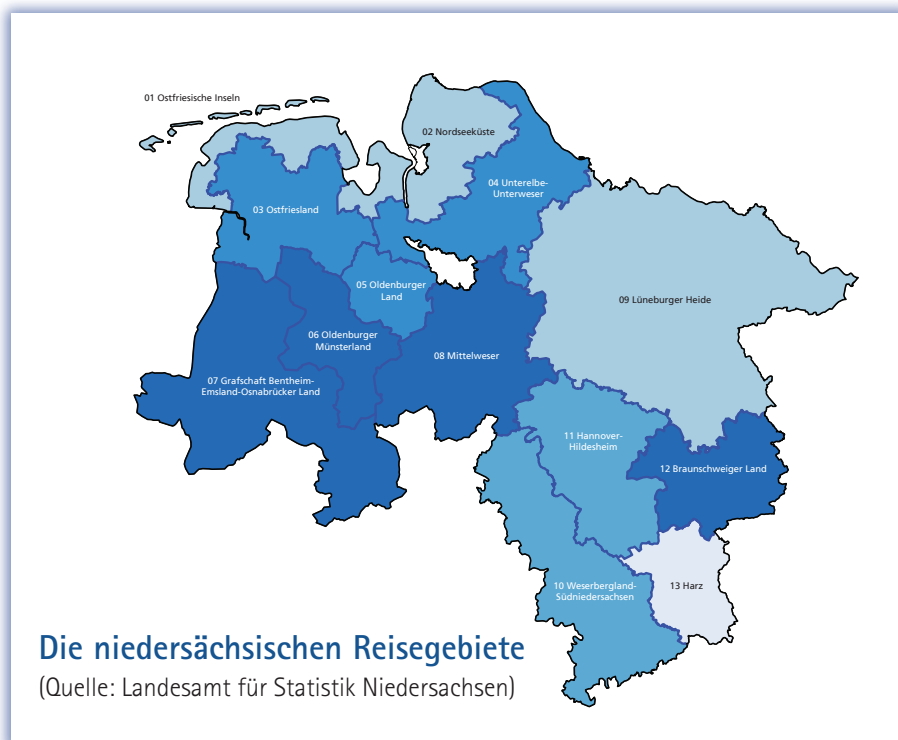 01 Ostfriesische Inseln
02 Nordseeküste
04 Unterelbe-
Unterweser
03 Ostfriesland
05 Oldenburger
Land
09 Lüneburger Heide
06 Oldenburger
Münsterland
08 Mittelweser
07 Grafschaft Bentheim-
Emsland-Osnabrücker Land
11 Hannover-
Hildesheim
12 Braunschweiger Land
10 Weserbergland-
Südniedersachsen
13 Harz
Die niedersächsischen Reisegebiete
(Quelle: Landesamt für Statistik Niedersachsen)